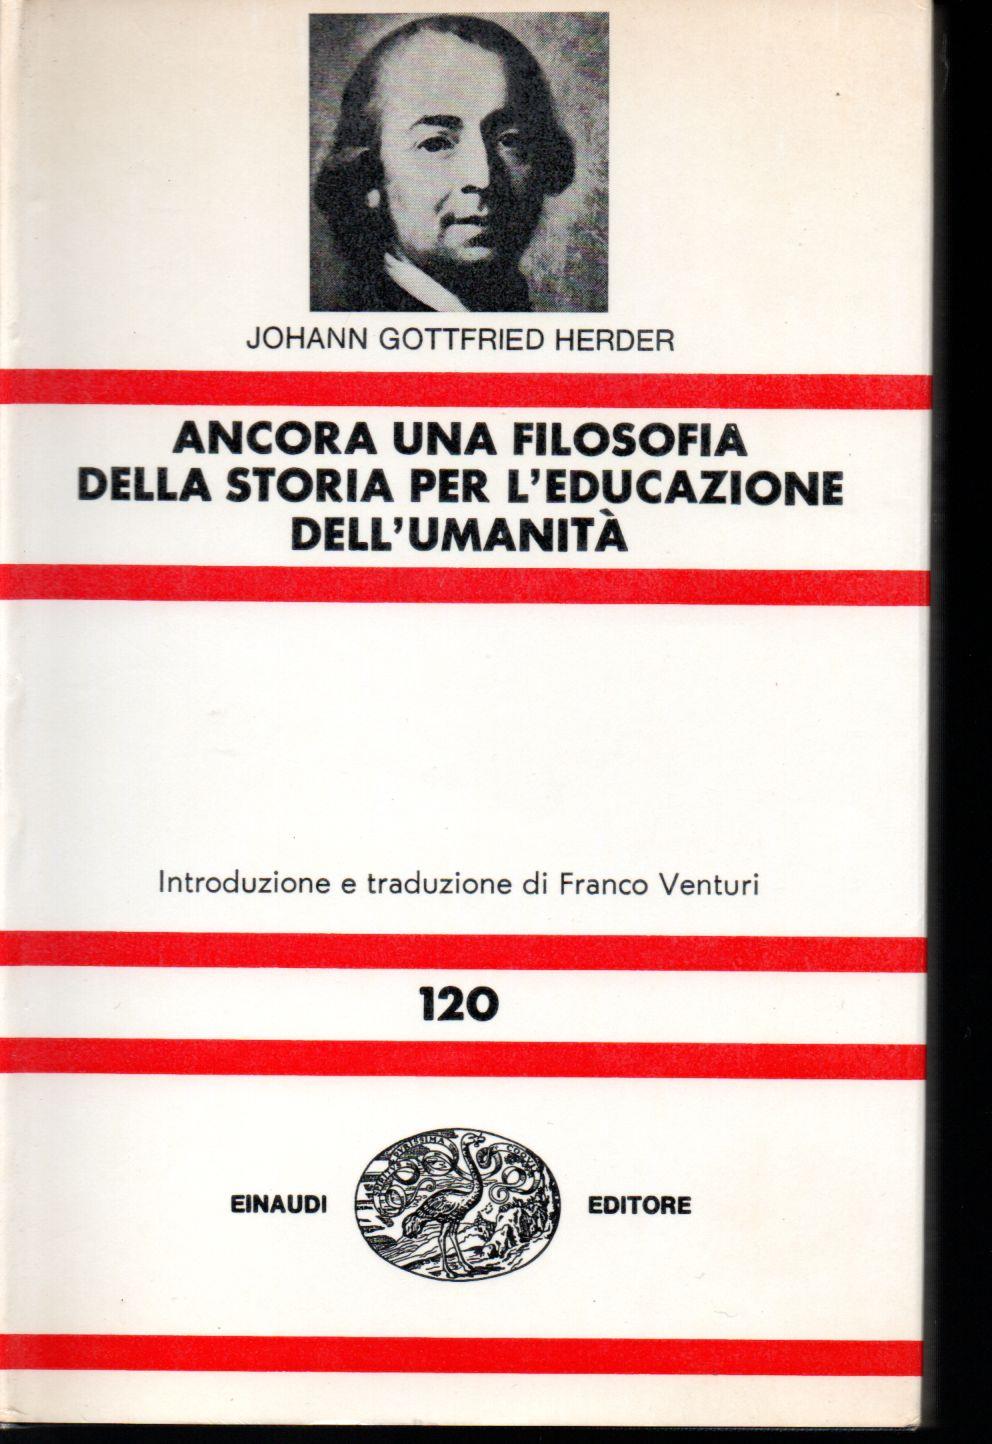 JOHANN GOTTFRIED HERDER
ANCORA UNA FILOSOFIA
DELLA STORIA PER L'EDUCAZIONE
DELL'UMANITÀ
Introduzione e traduzione di Franco Venturi
120
EINAUDI EDITORE